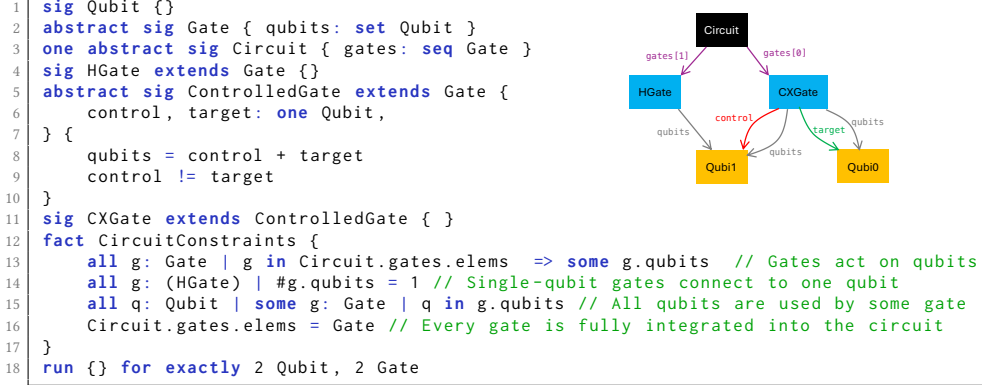 1 sig Qubit {}
2 abstract sig Gate { qubits: set Qubit }
3 one abstract sig Circuit { gates: seq Gate }
4 sig HGate extends Gate {}
5 abstract sig ControlledGate extends Gate {
6 control, target: one Qubit,
7 } {
8 qubits = control + target
9 control != target
10 }
11 sig CXGate extends ControlledGate { }
12 fact CircuitConstraints {
13 all g: Gate | g in Circuit.gates.elems => some g.qubits // Gates act on qubits
14 all g: (HGate) | #g.qubits = 1 // Single-qubit gates connect to one qubit
15 all q: Qubit | some g: Gate | q in g.qubits // All qubits are used by some gate
16 Circuit.gates.elems = Gate // Every gate is fully integrated into the circuit
17 }
18 run {} for exactly 2 Qubit, 2 Gate
Circuit
gates[1]
gates[0]
HGate
CXGate
control
qubits
target
qubits
qubits
Qubi1
Qubi0